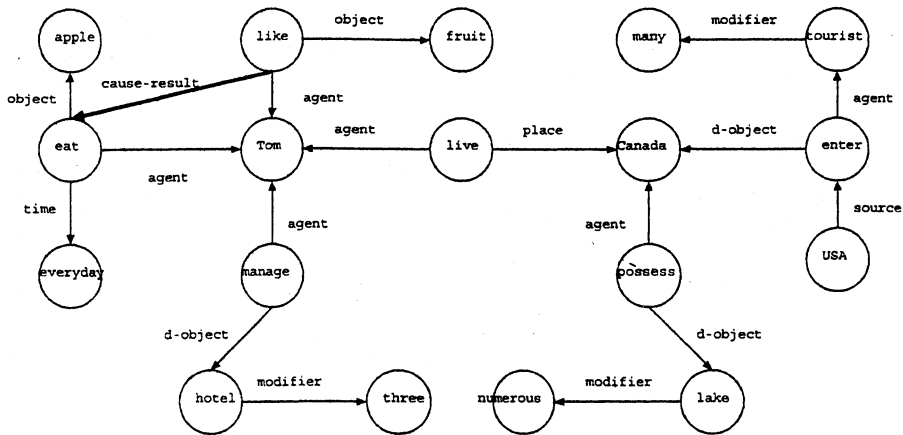 apple
like
object
fruit
many
modifier
tourist
cause-result
object
agent
agent
eat
agent
Tom
agent
live
place
Canada
d-object
enter
time
agent
agent
source
everyday
manage
possess
USA
d-object
d-object
hotel
modifier
three
numerous
modifier
lake